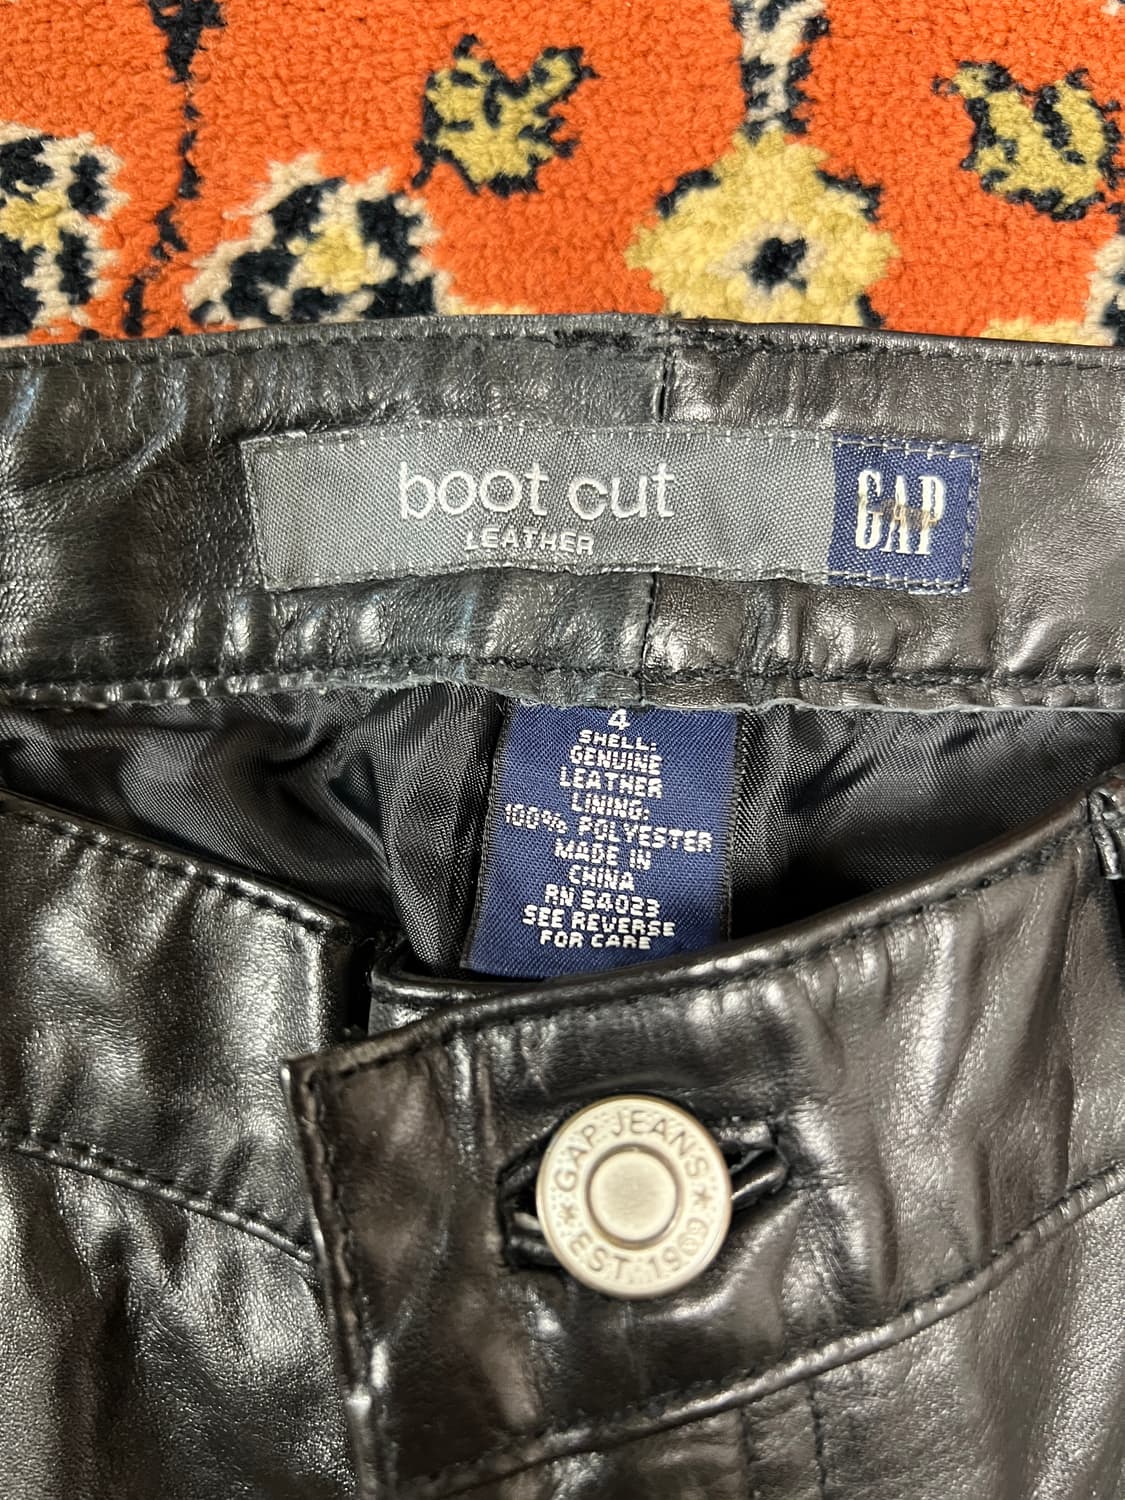 boot cut
LEATHER
GAP
4
SHELL:
GENUINE
LEATHER
LINING:
100% POLYESTER
MADE IN
CHINA
RN 54023
SEE REVERSE
FOR CARE
GAP JEANS
EST. 1969